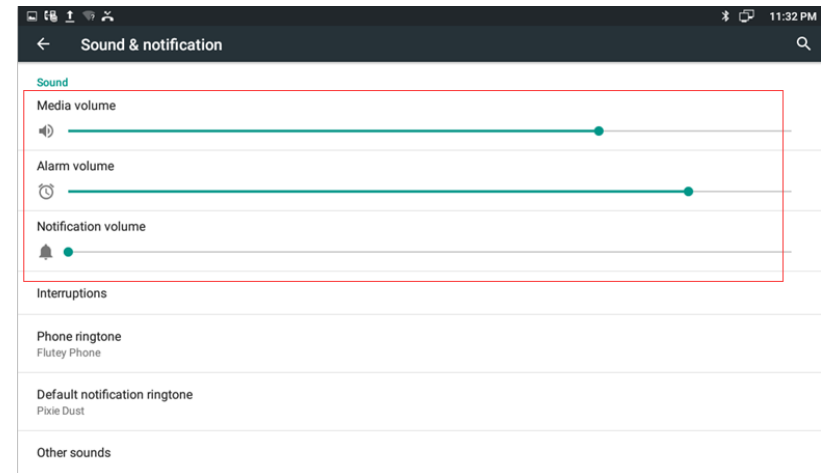 11:32 PM
Sound & notification
Sound
Media volume
Alarm volume
Notification volume
Interruptions
Phone ringtone
Flutey Phone
Default notification ringtone
Pixie Dust
Other sounds